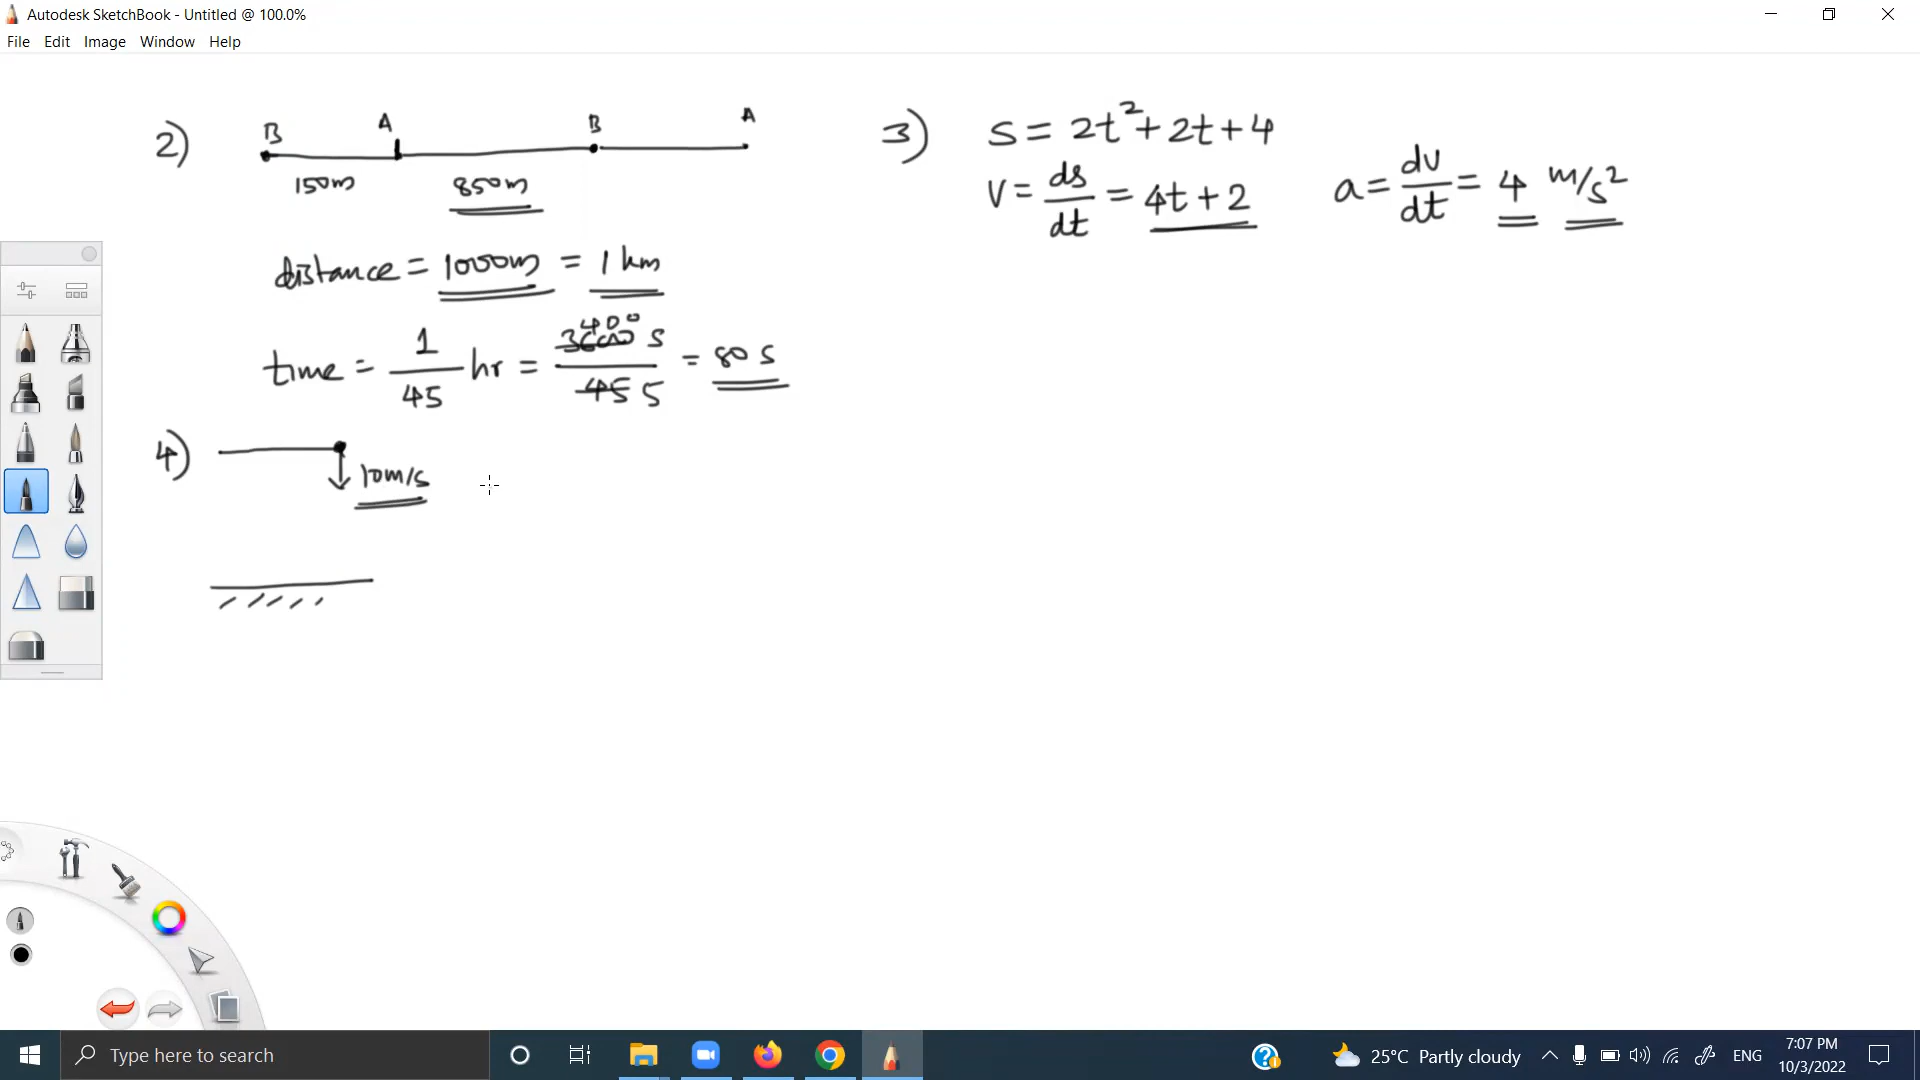 Autodesk SketchBook - Untitled @ 100.0%
File Edit Image Window Help
2) B A B A
150m 850m
distance = 1000m = 1 km
time = 1/45 hr = 3600 400 s / 45 5 = 80 s
4) 10m/s
3) S = 2t²+2t+4
V = ds/dt = 4t+2
a = dv/dt = 4 m/s²
Type here to search
25°C Partly cloudy
ENG
7:07 PM
10/3/2022